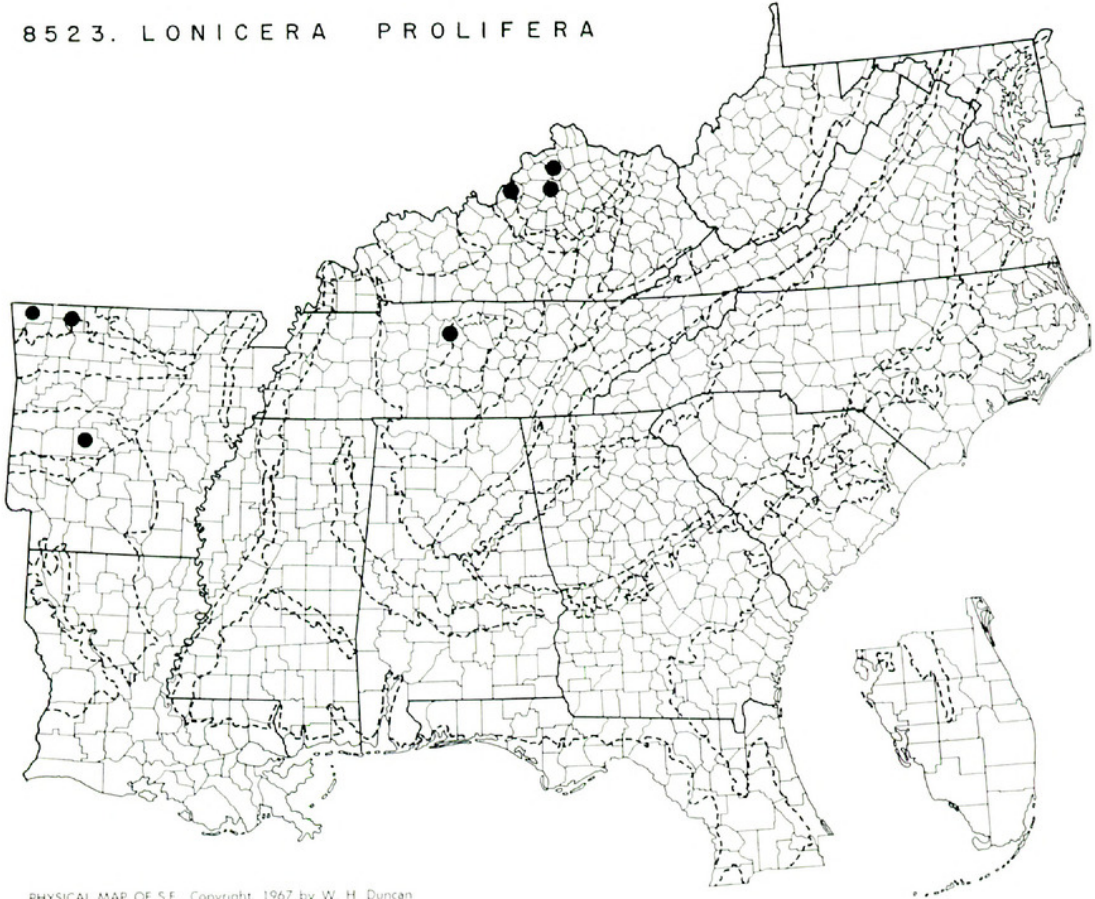 8523. LONICERA PROLIFERA
PHYSICAL MAP OF S.E. Copyright, 1967 by W. H. Duncan